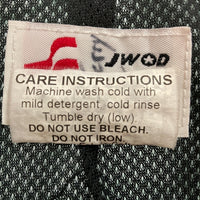 JWOD
CARE INSTRUCTIONS
Machine wash cold with
mild detergent, cold rinse
Tumble dry (low).
DO NOT USE BLEACH.
DO NOT IRON.